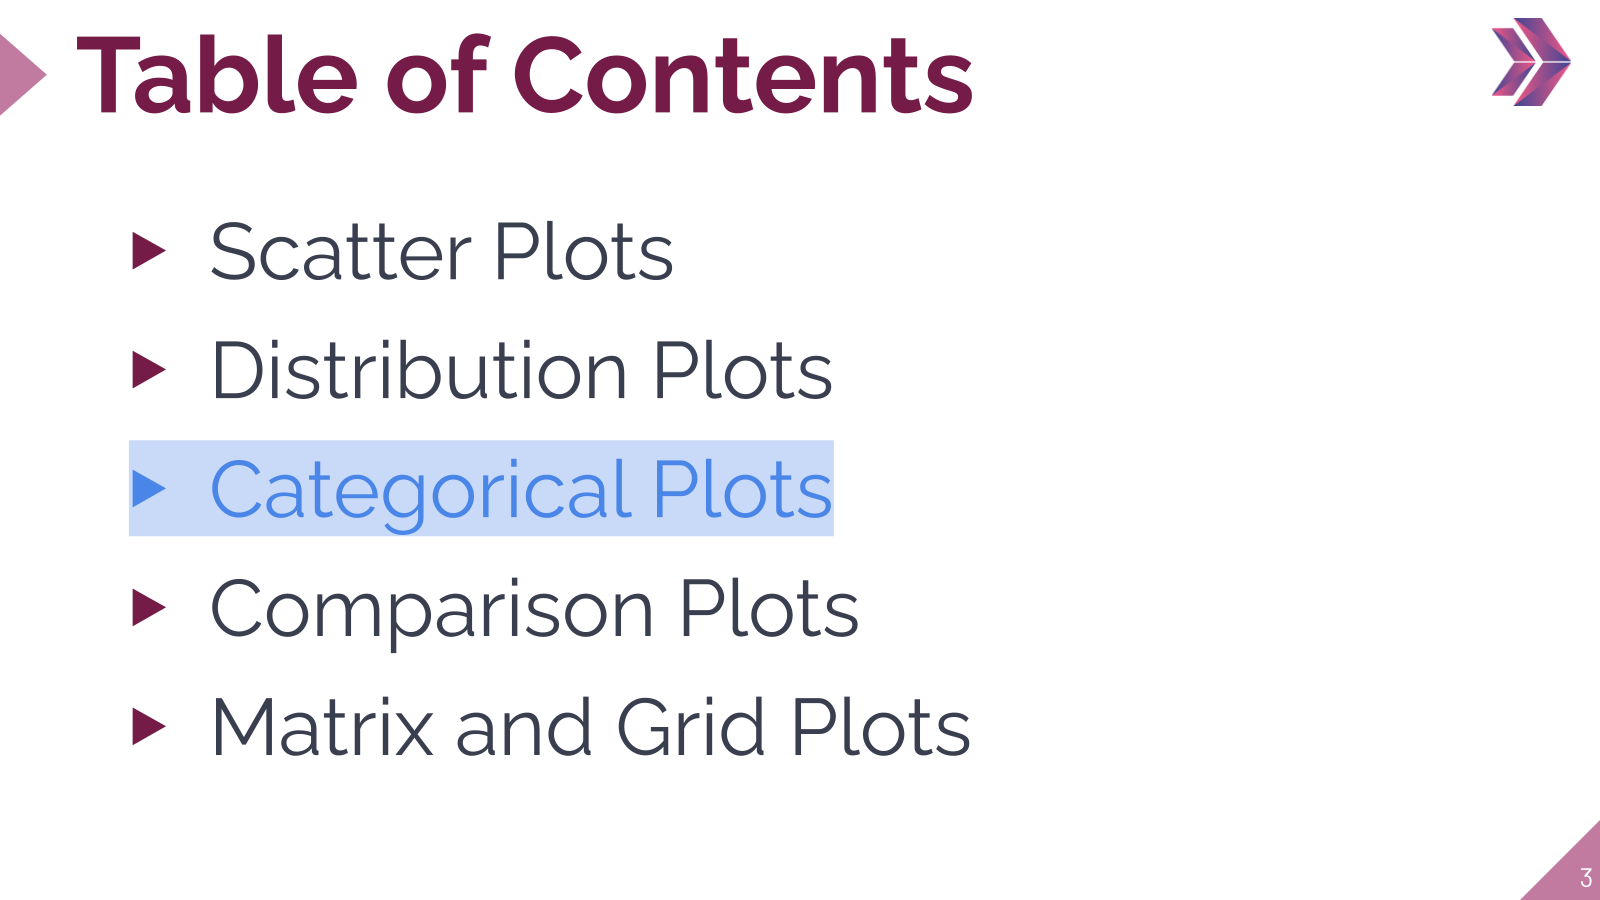 Table of Contents
Scatter Plots
Distribution Plots
Categorical Plots
Comparison Plots
Matrix and Grid Plots
3